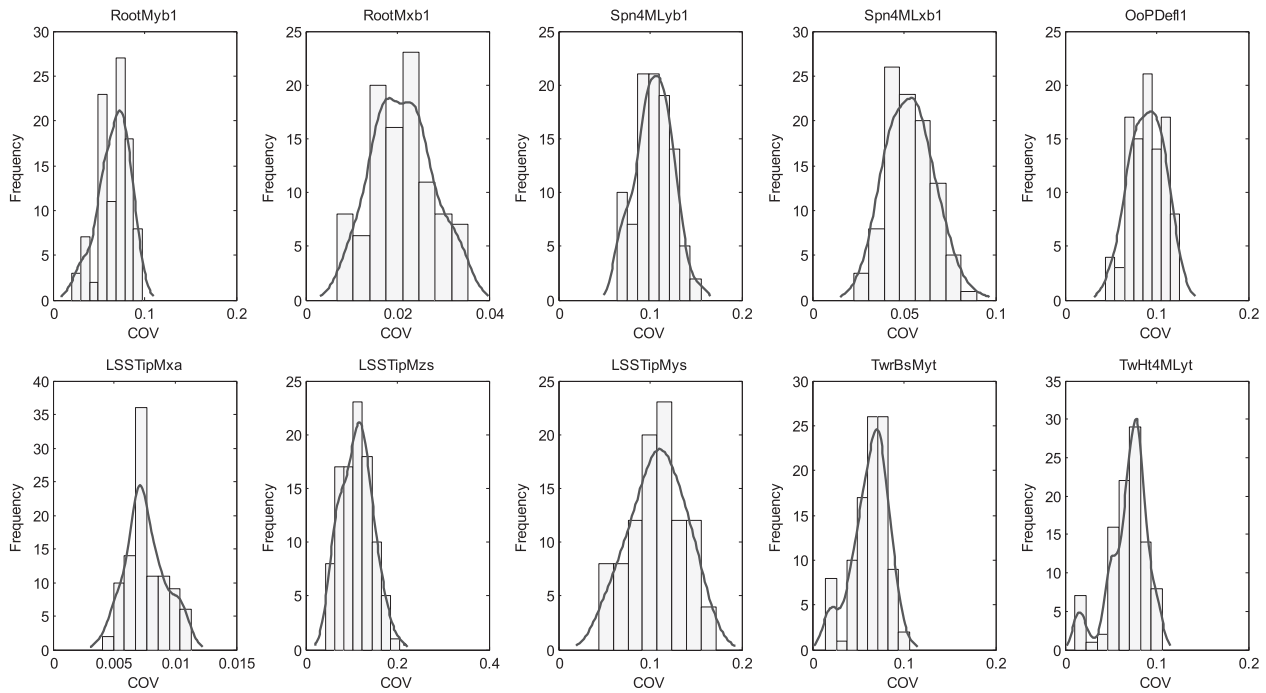 RootMyb1
Frequency
30
25
20
15
10
5
0
0 0.1 0.2
COV
RootMxb1
Frequency
25
20
15
10
5
0
0 0.02 0.04
COV
Spn4MLyb1
Frequency
25
20
15
10
5
0
0 0.1 0.2
COV
Spn4MLxb1
Frequency
30
25
20
15
10
5
0
0 0.05 0.1
COV
OoPDefl1
Frequency
25
20
15
10
5
0
0 0.1 0.2
COV
LSSTipMxa
Frequency
40
35
30
25
20
15
10
5
0
0 0.005 0.01 0.015
COV
LSSTipMzs
Frequency
25
20
15
10
5
0
0 0.2 0.4
COV
LSSTipMys
Frequency
25
20
15
10
5
0
0 0.1 0.2
COV
TwrBsMyt
Frequency
30
25
20
15
10
5
0
0 0.1 0.2
COV
TwHt4MLyt
Frequency
35
30
25
20
15
10
5
0
0 0.1 0.2
COV